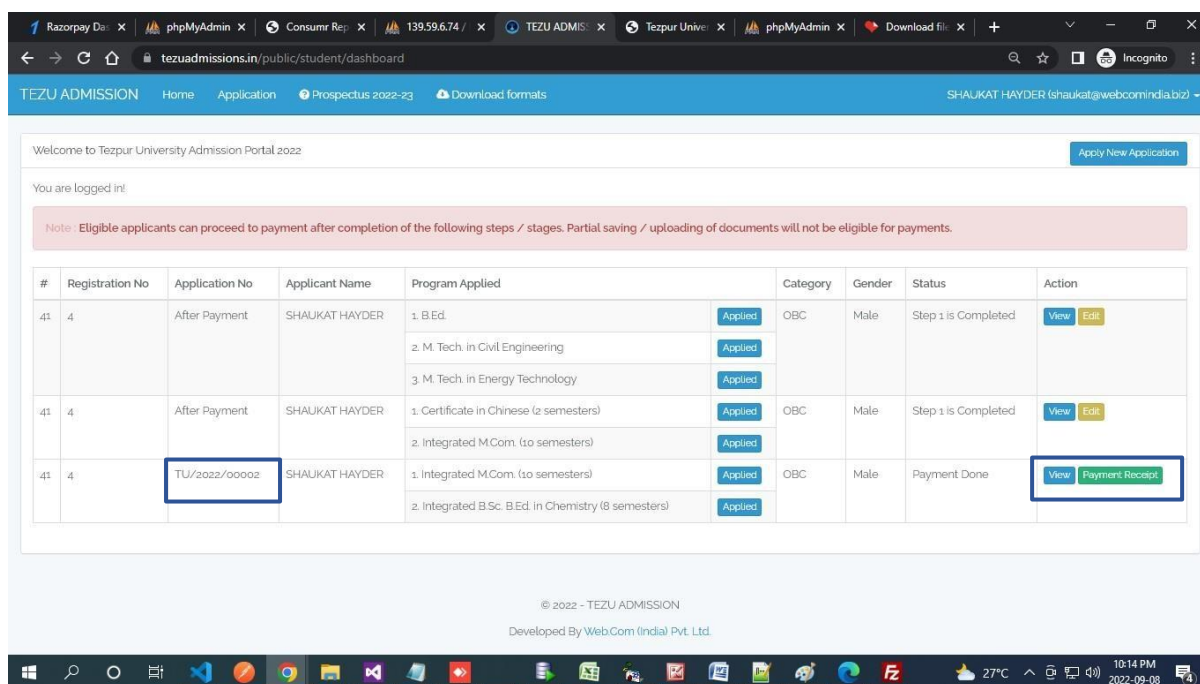 Razorpay Das
phpMyAdmin
Consumr Rep
139.59.6.74 /
TEZU ADMIS
Tezpur Univer
phpMyAdmin
Download file
tezuadmissions.in/public/student/dashboard
Incognito
TEZU ADMISSION Home Application Prospectus 2022-23 Download formats SHAUKAT HAYDER (shaukat@webcomindia.biz)
Welcome to Tezpur University Admission Portal 2022
Apply New Application
You are logged in!
Note : Eligible applicants can proceed to payment after completion of the following steps / stages. Partial saving / uploading of documents will not be eligible for payments.
# Registration No Application No Applicant Name Program Applied Category Gender Status Action
41 4 After Payment SHAUKAT HAYDER 1. B.Ed. Applied OBC Male Step 1 is Completed View Edit
2. M. Tech. in Civil Engineering Applied
3. M. Tech. in Energy Technology Applied
41 4 After Payment SHAUKAT HAYDER 1. Certificate in Chinese (2 semesters) Applied OBC Male Step 1 is Completed View Edit
2. Integrated M.Com. (10 semesters) Applied
41 4 TU/2022/00002 SHAUKAT HAYDER 1. Integrated M.Com. (10 semesters) Applied OBC Male Payment Done View Payment Receipt
2. Integrated B.Sc. B.Ed. in Chemistry (8 semesters) Applied
© 2022 - TEZU ADMISSION
Developed By Web.Com (India) Pvt. Ltd.
27°C
10:14 PM
2022-09-08